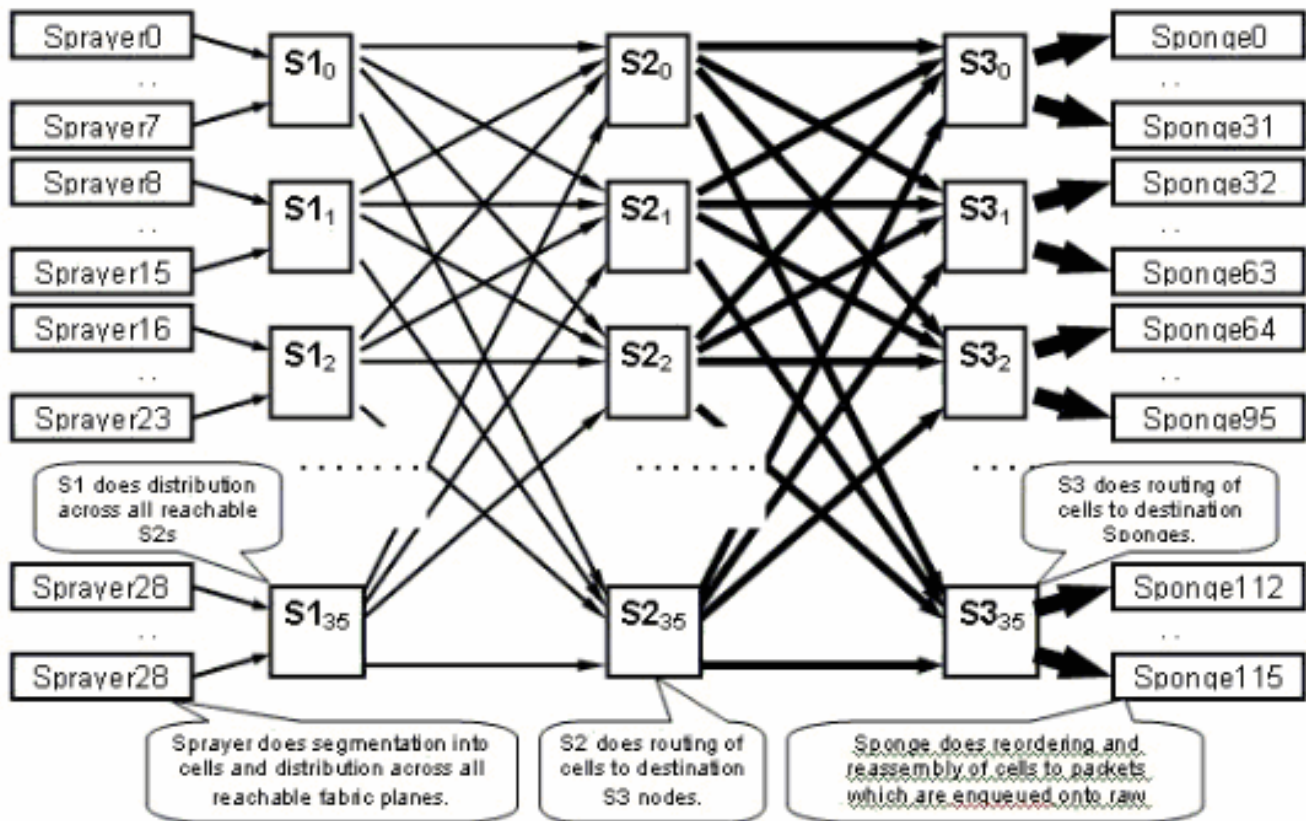 Sprayer0
. .
Sprayer7
Sprayer8
. .
Sprayer15
Sprayer16
. .
Sprayer23
Sprayer28
. .
Sprayer28
S1₀
S1₁
S1₂
. . . . . . . .
S1₃₅
S2₀
S2₁
S2₂
. . . . . . . .
S2₃₅
S3₀
S3₁
S3₂
. . . . .
S3₃₅
Sponge0
. .
Sponge31
Sponge32
. .
Sponge63
Sponge64
. .
Sponge95
Sponge112
. .
Sponge115
S1 does distribution
across all reachable
S2s
S3 does routing of
cells to destination
Sponges.
Sprayer does segmentation into
cells and distribution across all
reachable fabric planes.
S2 does routing of
cells to destination
S3 nodes.
Sponge does reordering and
reassembly of cells to packets
which are enqueued onto raw